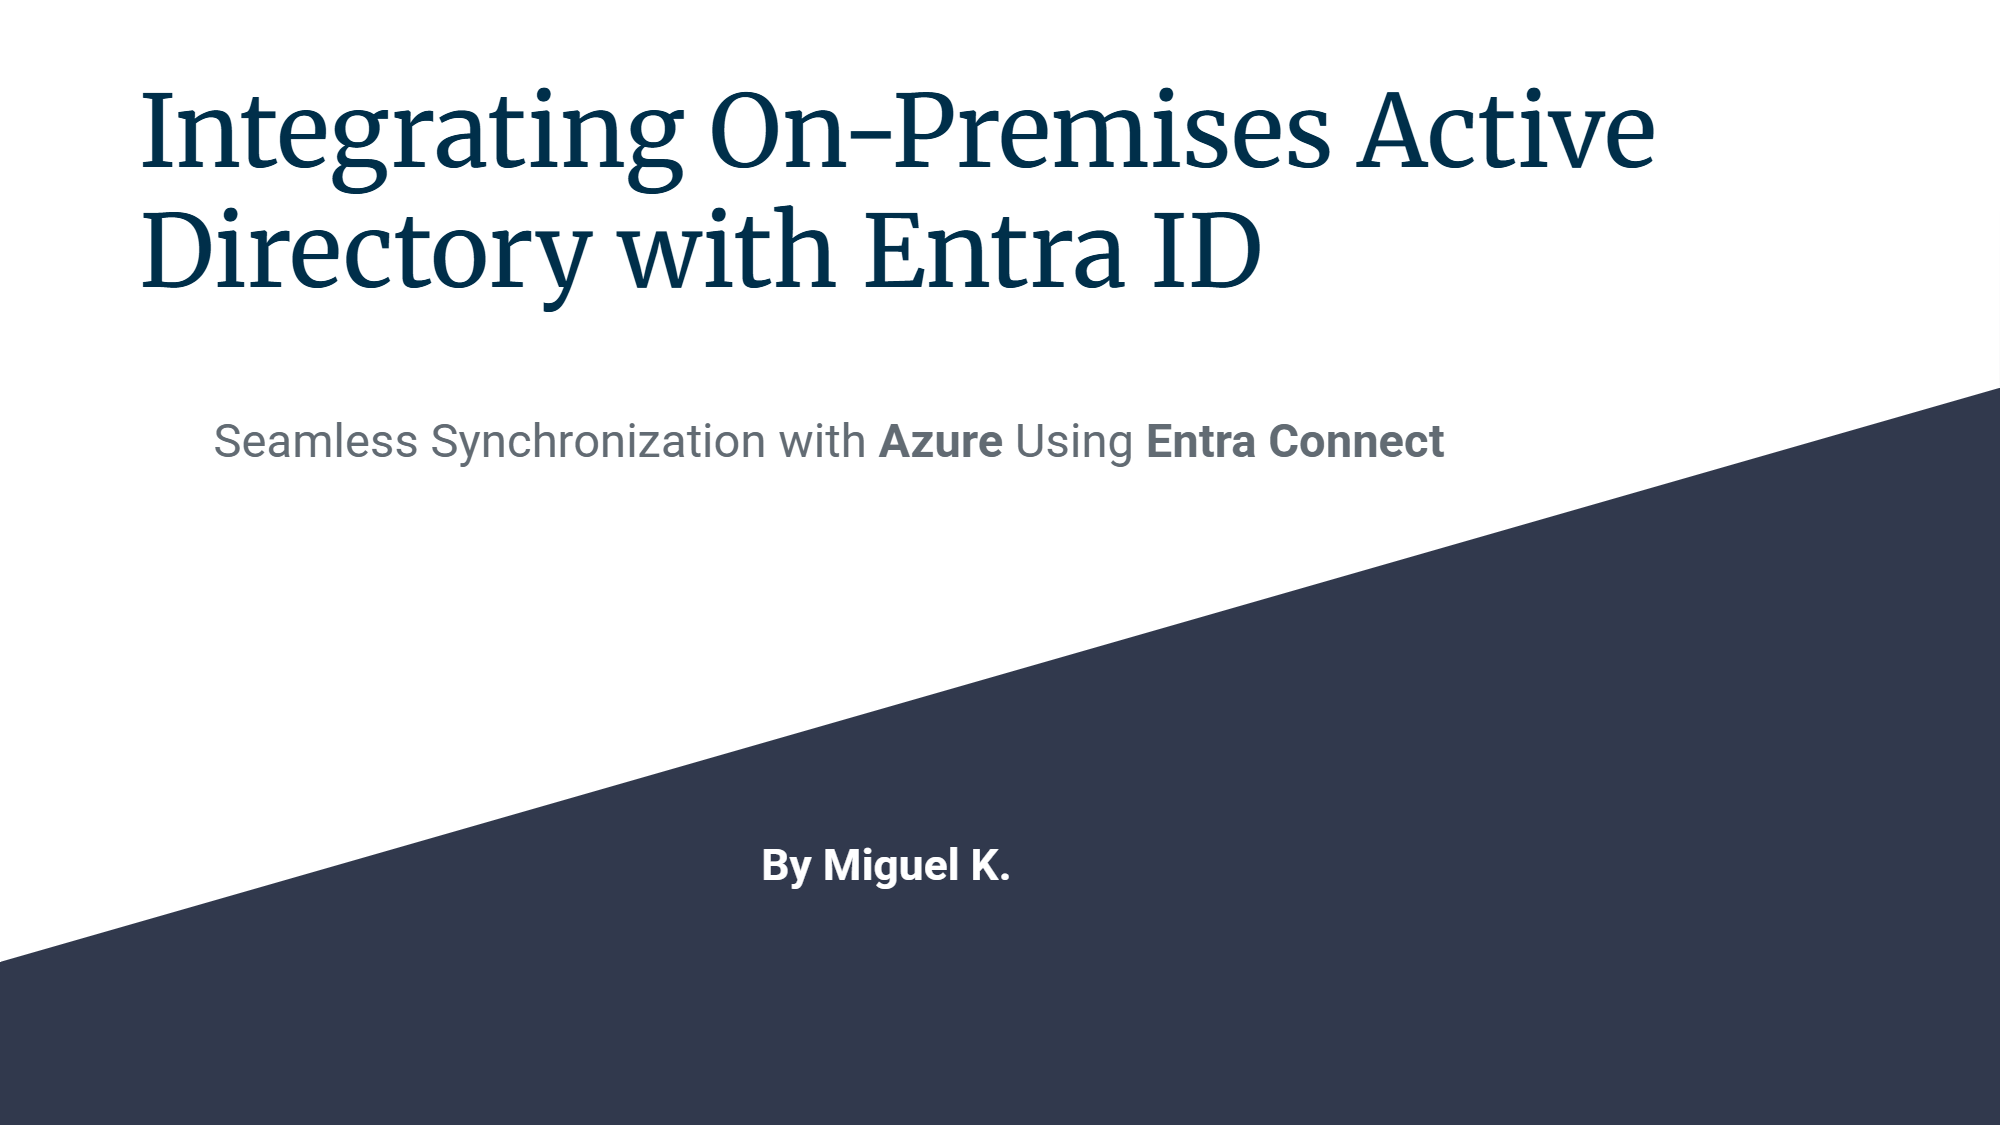 Integrating On-Premises Active
Directory with Entra ID
Seamless Synchronization with Azure Using Entra Connect
By Miguel K.